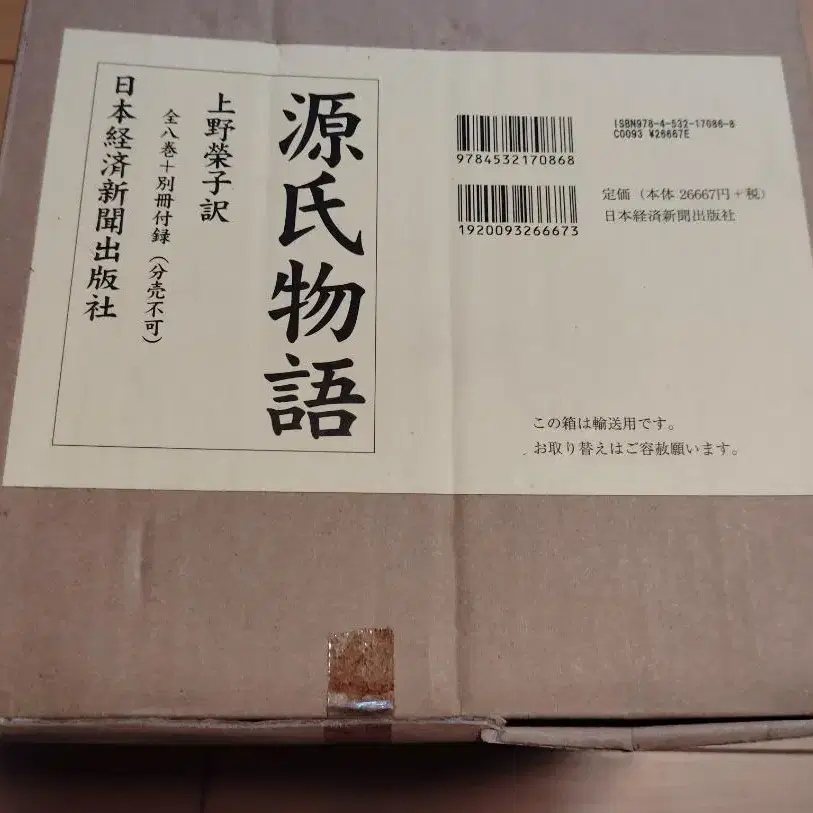 源氏物語
上野榮子訳
全八巻+別冊付録(分売不可)
日本経済新聞出版社
9784532170868
1920093266673
ISBN978-4-532-17086-8
C0093 ¥26667E
定価(本体 26667円+税)
日本経済新聞出版社
この箱は輸送用です。
お取り替えはご容赦願います。